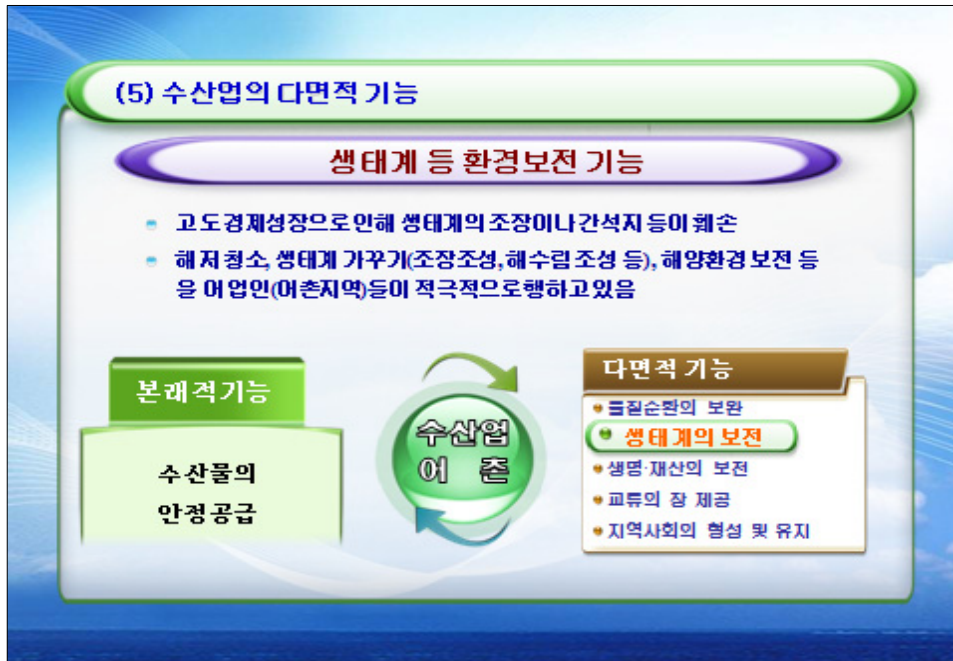 (5) 수산업의 다면적 기능
생태계 등 환경보전 기능
고도경제성장으로 인해 생태계의 조장이나 간석지 등이 훼손
해저청소, 생태계 가꾸기(조장조성, 해수림조성 등), 해양환경보전 등
을 어업인(어촌지역)등이 적극적으로 행하고 있음
본래적기능
수산물의
안정공급
수산업
어 촌
다면적 기능
물질순환의 보완
생태계의 보전
생명·재산의 보전
교류의 장 제공
지역사회의 형성 및 유지